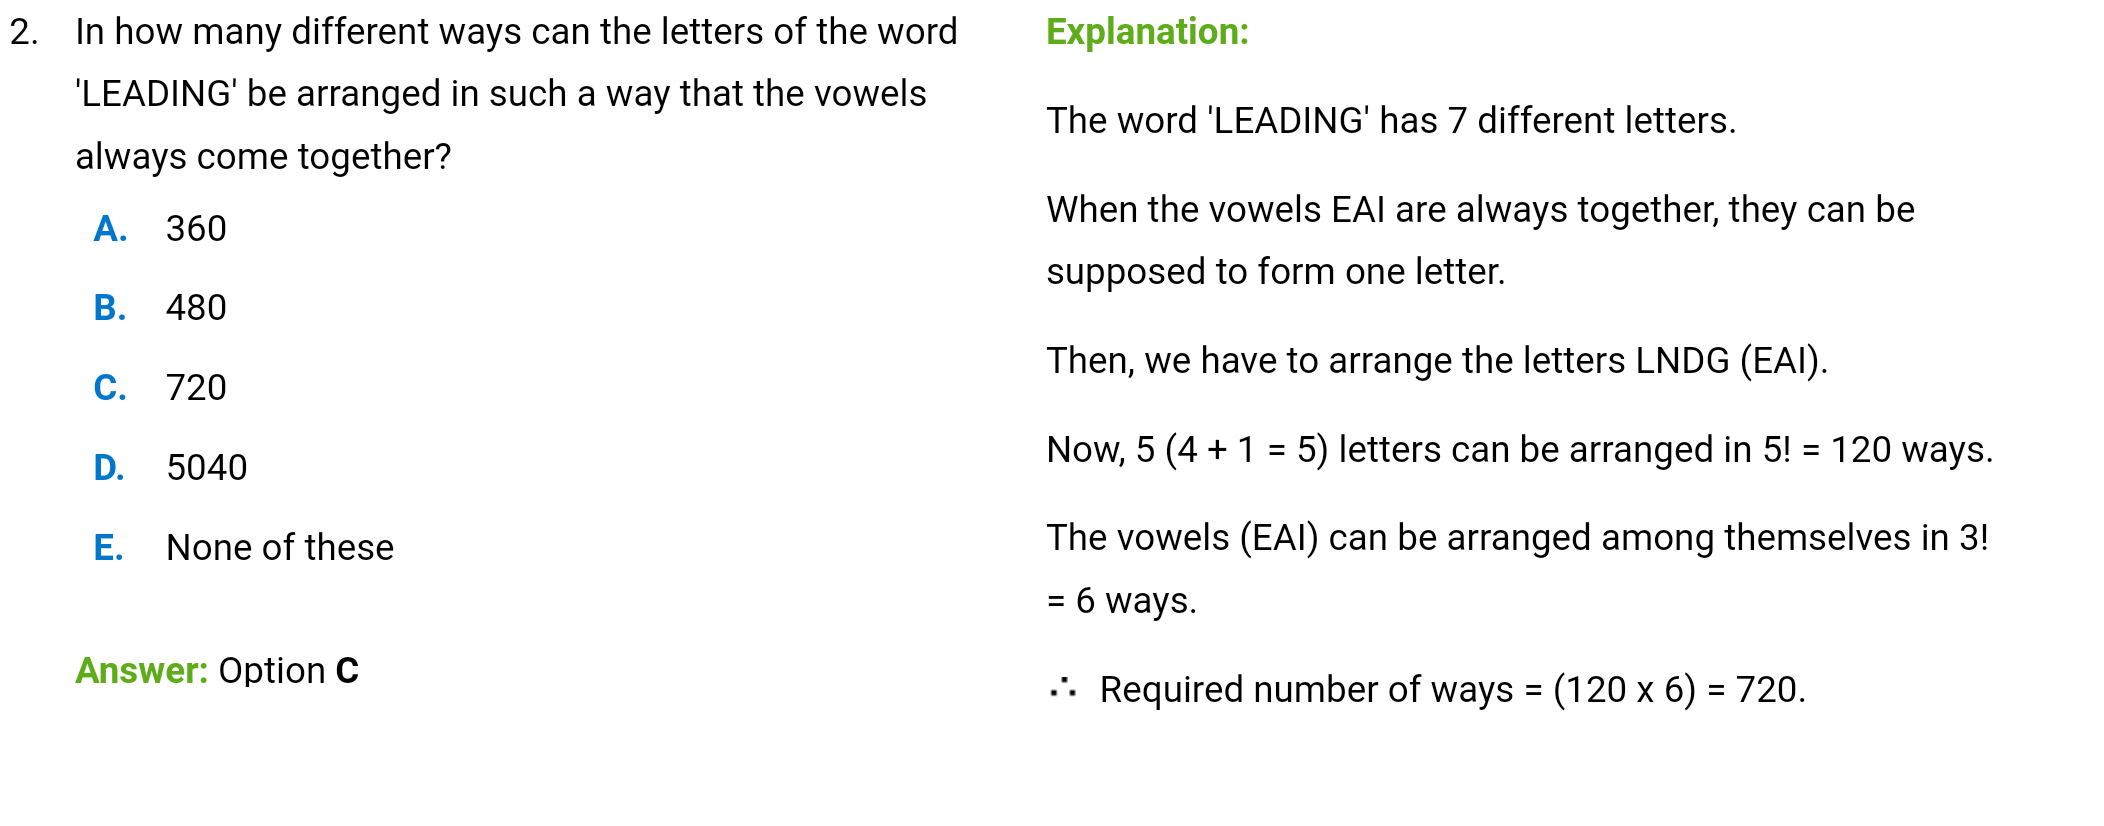 2. In how many different ways can the letters of the word
'LEADING' be arranged in such a way that the vowels
always come together?
A. 360
B. 480
C. 720
D. 5040
E. None of these
Answer: Option C
Explanation:
The word 'LEADING' has 7 different letters.
When the vowels EAI are always together, they can be
supposed to form one letter.
Then, we have to arrange the letters LNDG (EAI).
Now, 5 (4 + 1 = 5) letters can be arranged in 5! = 120 ways.
The vowels (EAI) can be arranged among themselves in 3!
= 6 ways.
∴ Required number of ways = (120 x 6) = 720.